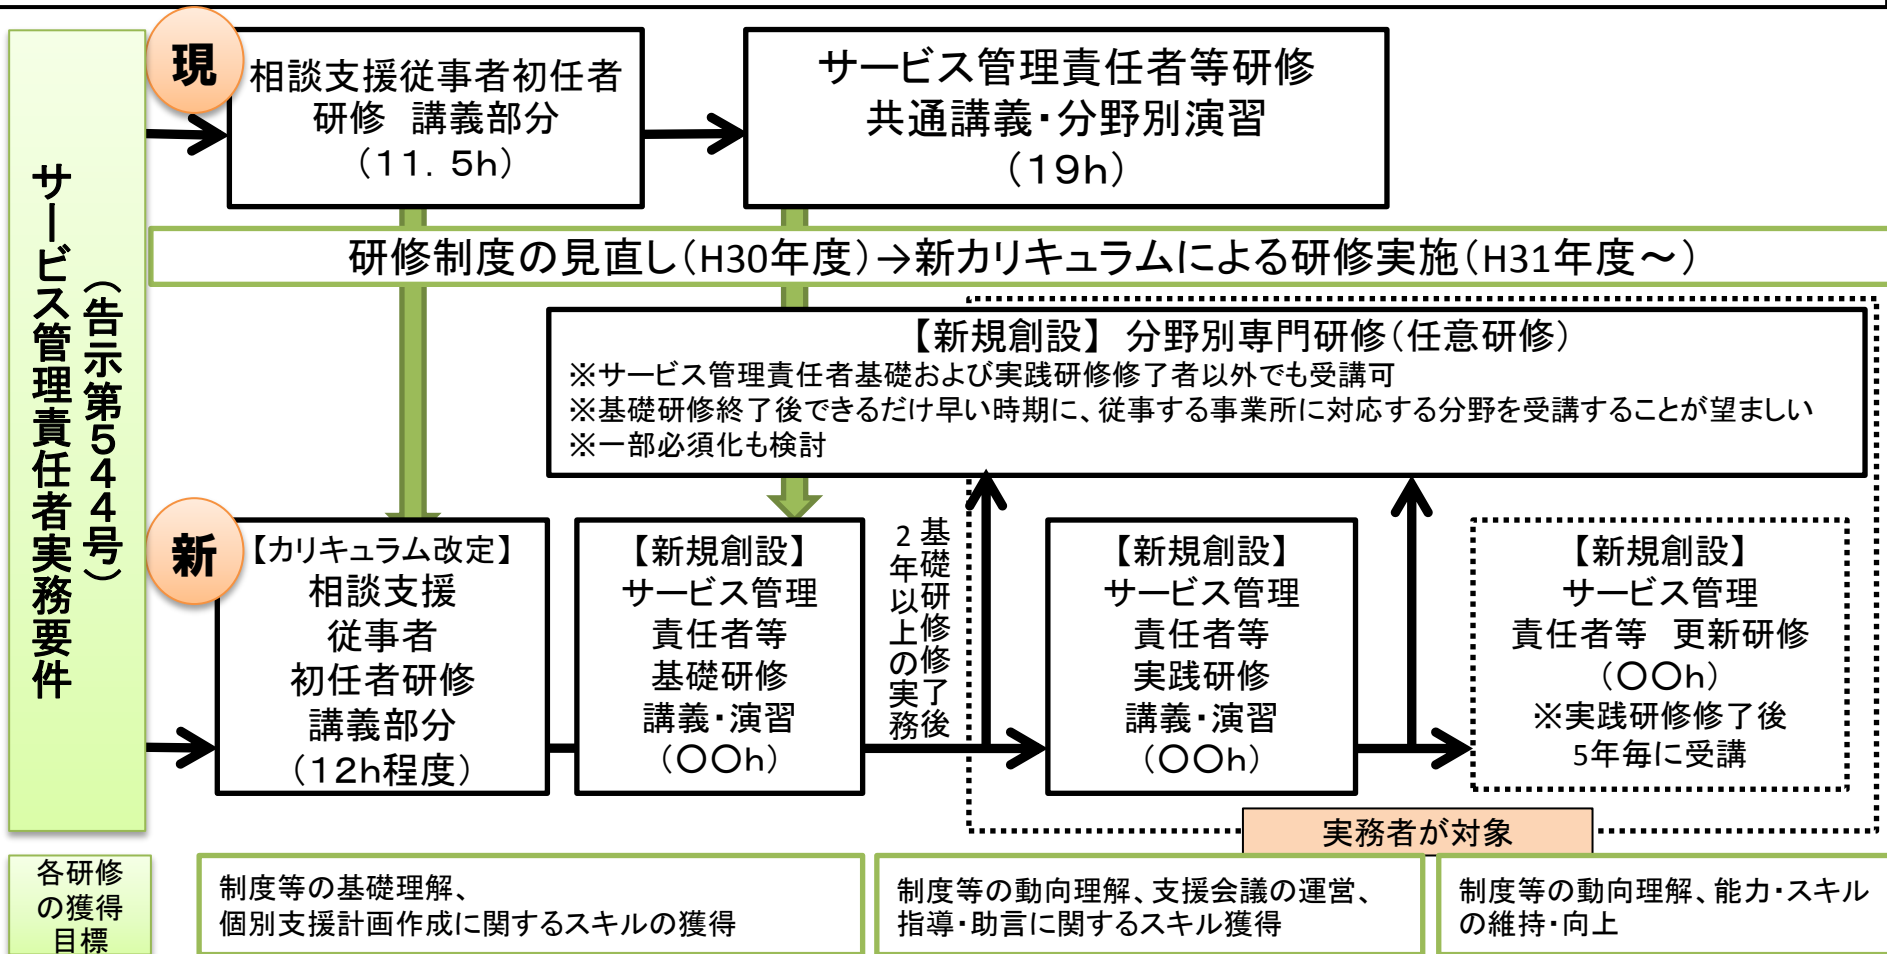 サービス管理責任者実務要件
（告示第５４４号）
現
相談支援従事者初任者
研修　講義部分
（１１．５ｈ）
サービス管理責任者等研修
共通講義・分野別演習
（１９ｈ）
研修制度の見直し（H30年度）→新カリキュラムによる研修実施（H31年度～）
【新規創設】 分野別専門研修（任意研修）
※サービス管理責任者基礎および実践研修修了者以外でも受講可
※基礎研修終了後できるだけ早い時期に、従事する事業所に対応する分野を受講することが望ましい
※一部必須化も検討
新
【カリキュラム改定】
相談支援
従事者
初任者研修
講義部分
（１２ｈ程度）
【新規創設】
サービス管理
責任者等
基礎研修
講義・演習
（〇〇ｈ）
基礎研修修了後
２年以上の実務
【新規創設】
サービス管理
責任者等
実践研修
講義・演習
（〇〇ｈ）
【新規創設】
サービス管理
責任者等　更新研修
（〇〇ｈ）
※実践研修修了後
5年毎に受講
実務者が対象
各研修
の獲得
目標
制度等の基礎理解、
個別支援計画作成に関するスキルの獲得
制度等の動向理解、支援会議の運営、
指導・助言に関するスキル獲得
制度等の動向理解、能力・スキル
の維持・向上